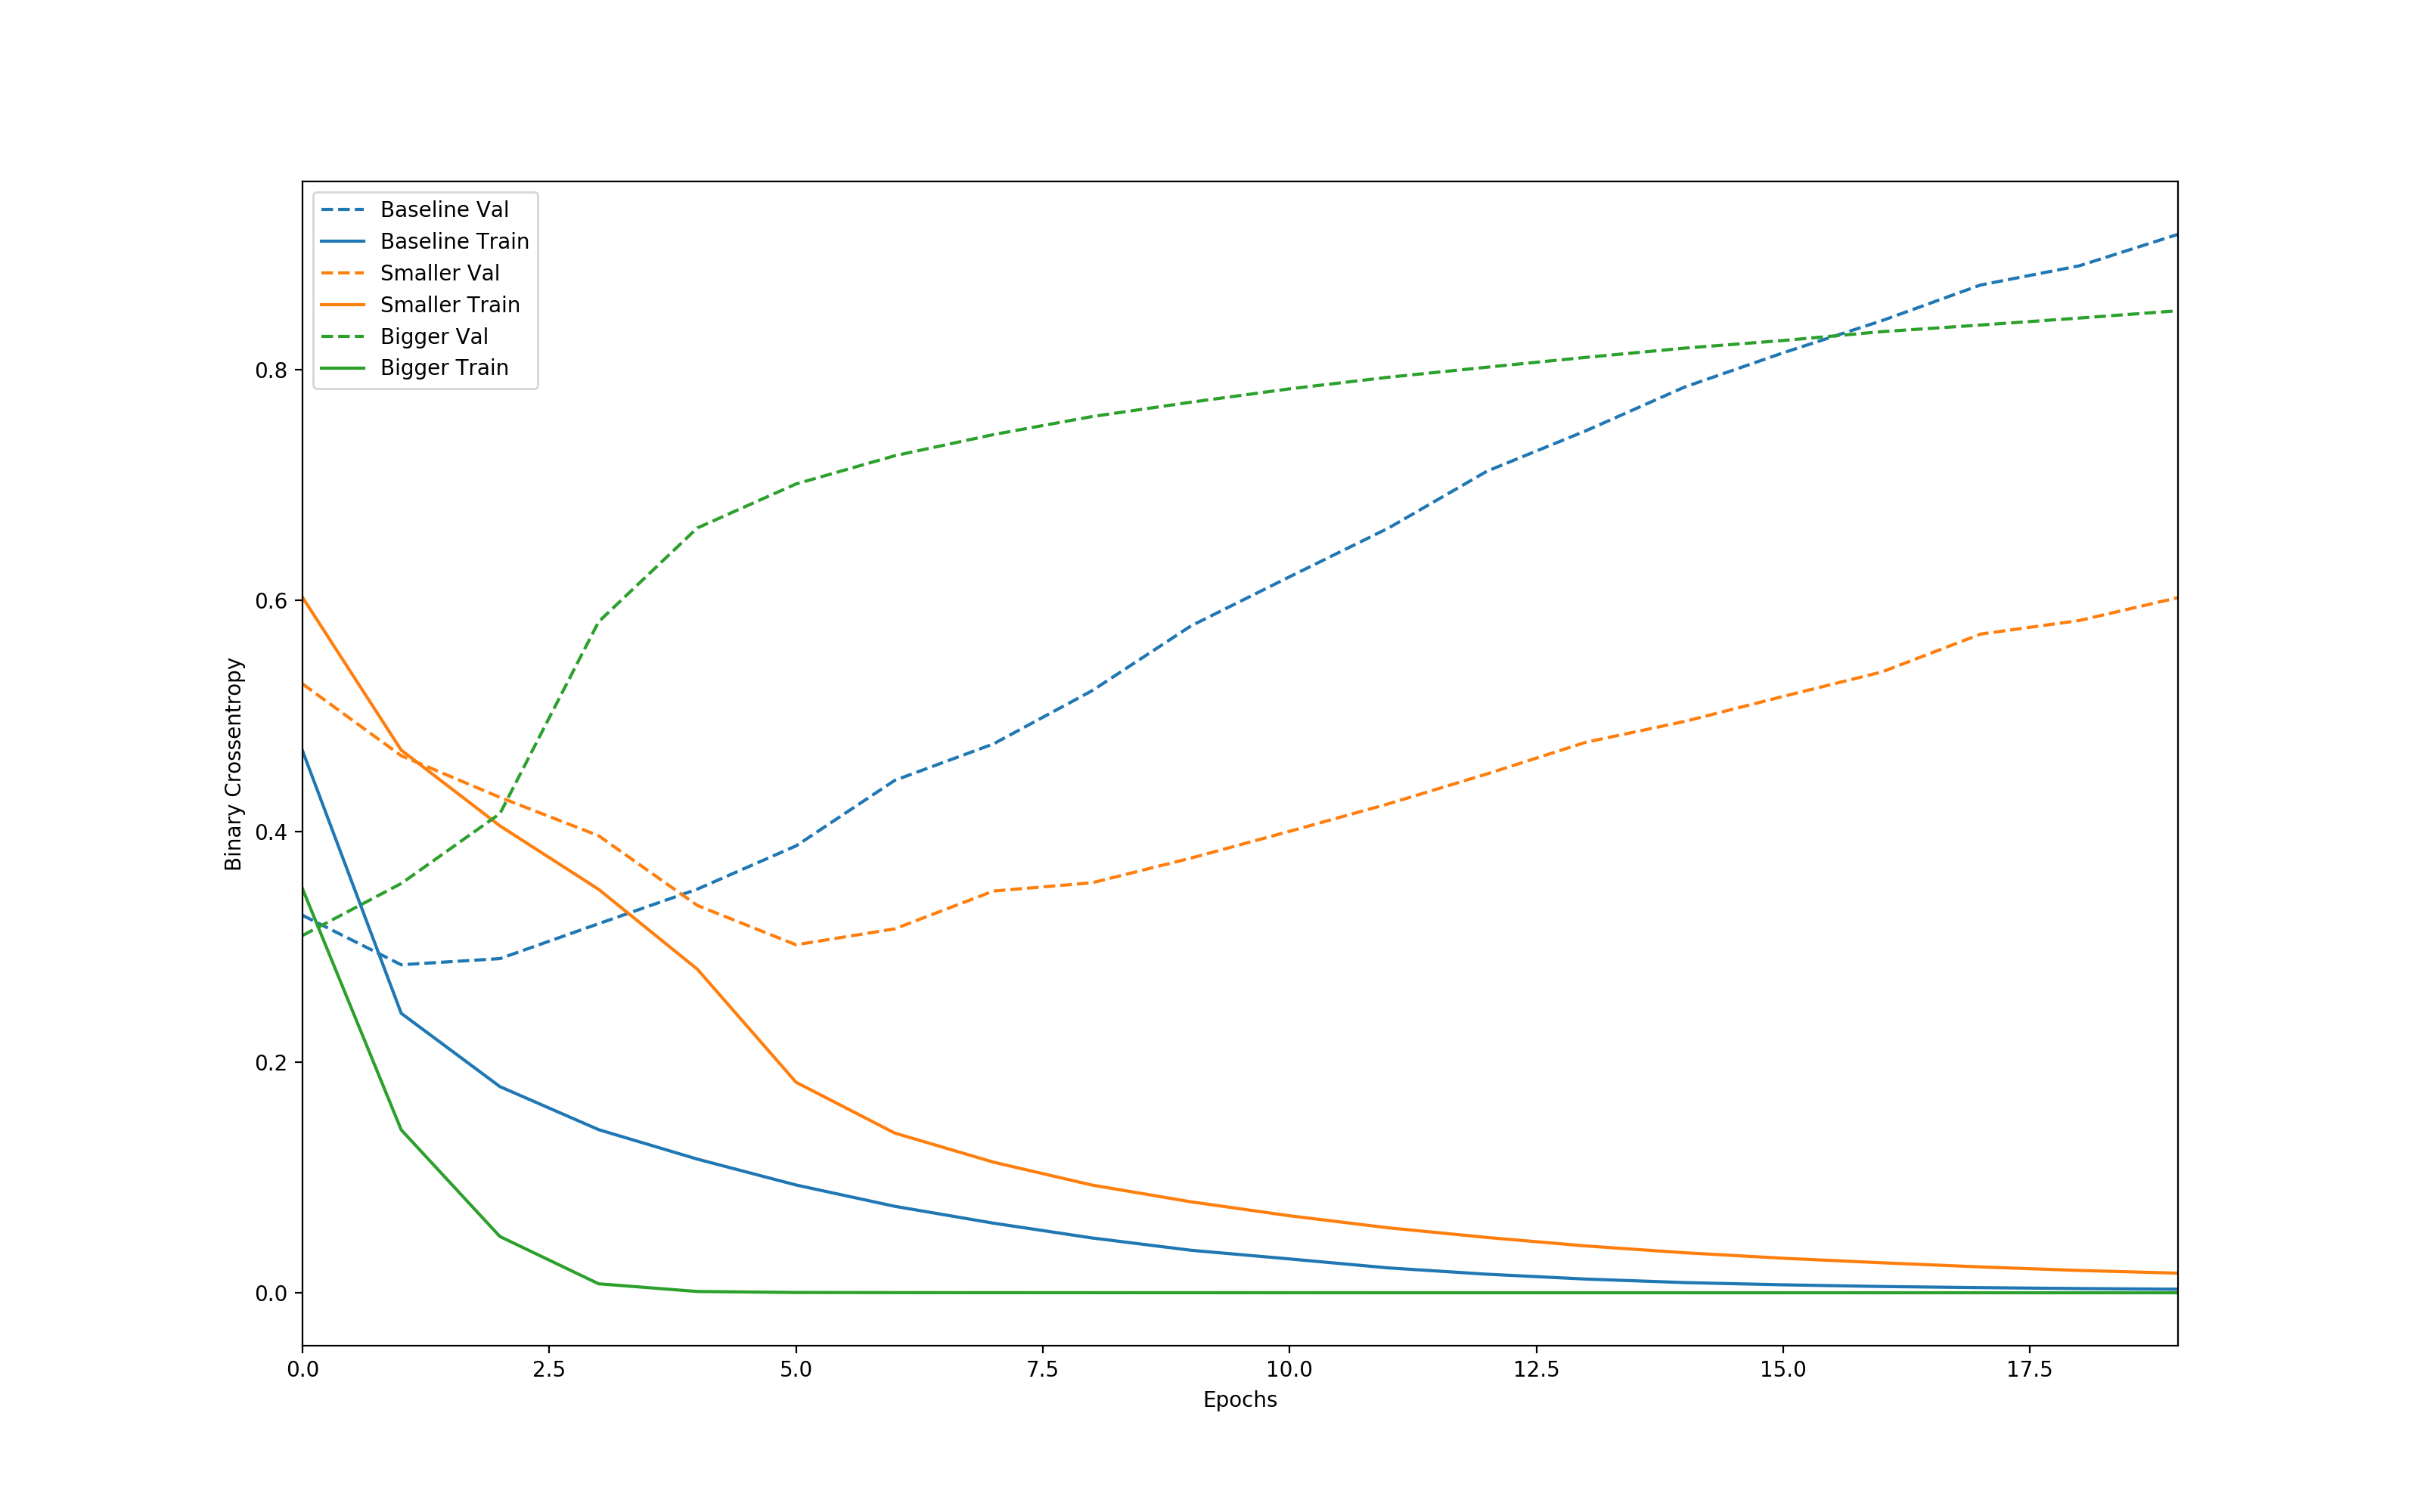 Baseline Val
Baseline Train
Smaller Val
Smaller Train
Bigger Val
Bigger Train
0.8
0.6
0.4
0.2
0.0
Binary Crossentropy
0.0 2.5 5.0 7.5 10.0 12.5 15.0 17.5
Epochs